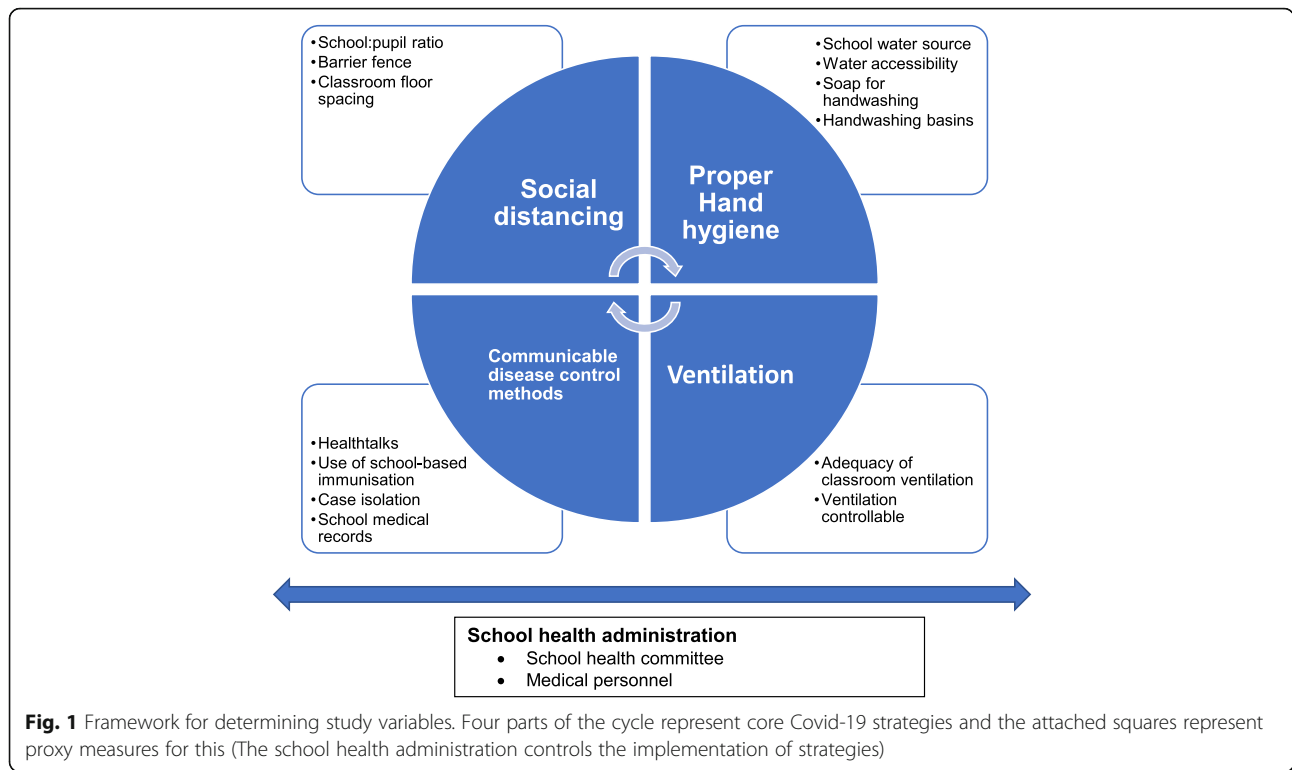 •School:pupil ratio
•Barrier fence
•Classroom floor
spacing
•School water source
•Water accessibility
•Soap for
handwashing
•Handwashing basins
Social
distancing
Proper
Hand
hygiene
Communicable
disease control
methods
Ventilation
•Healthtalks
•Use of school-based
immunisation
•Case isolation
•School medical
records
•Adequacy of
classroom ventilation
•Ventilation
controllable
School health administration
• School health committee
• Medical personnel
Fig. 1 Framework for determining study variables. Four parts of the cycle represent core Covid-19 strategies and the attached squares represent
proxy measures for this (The school health administration controls the implementation of strategies)